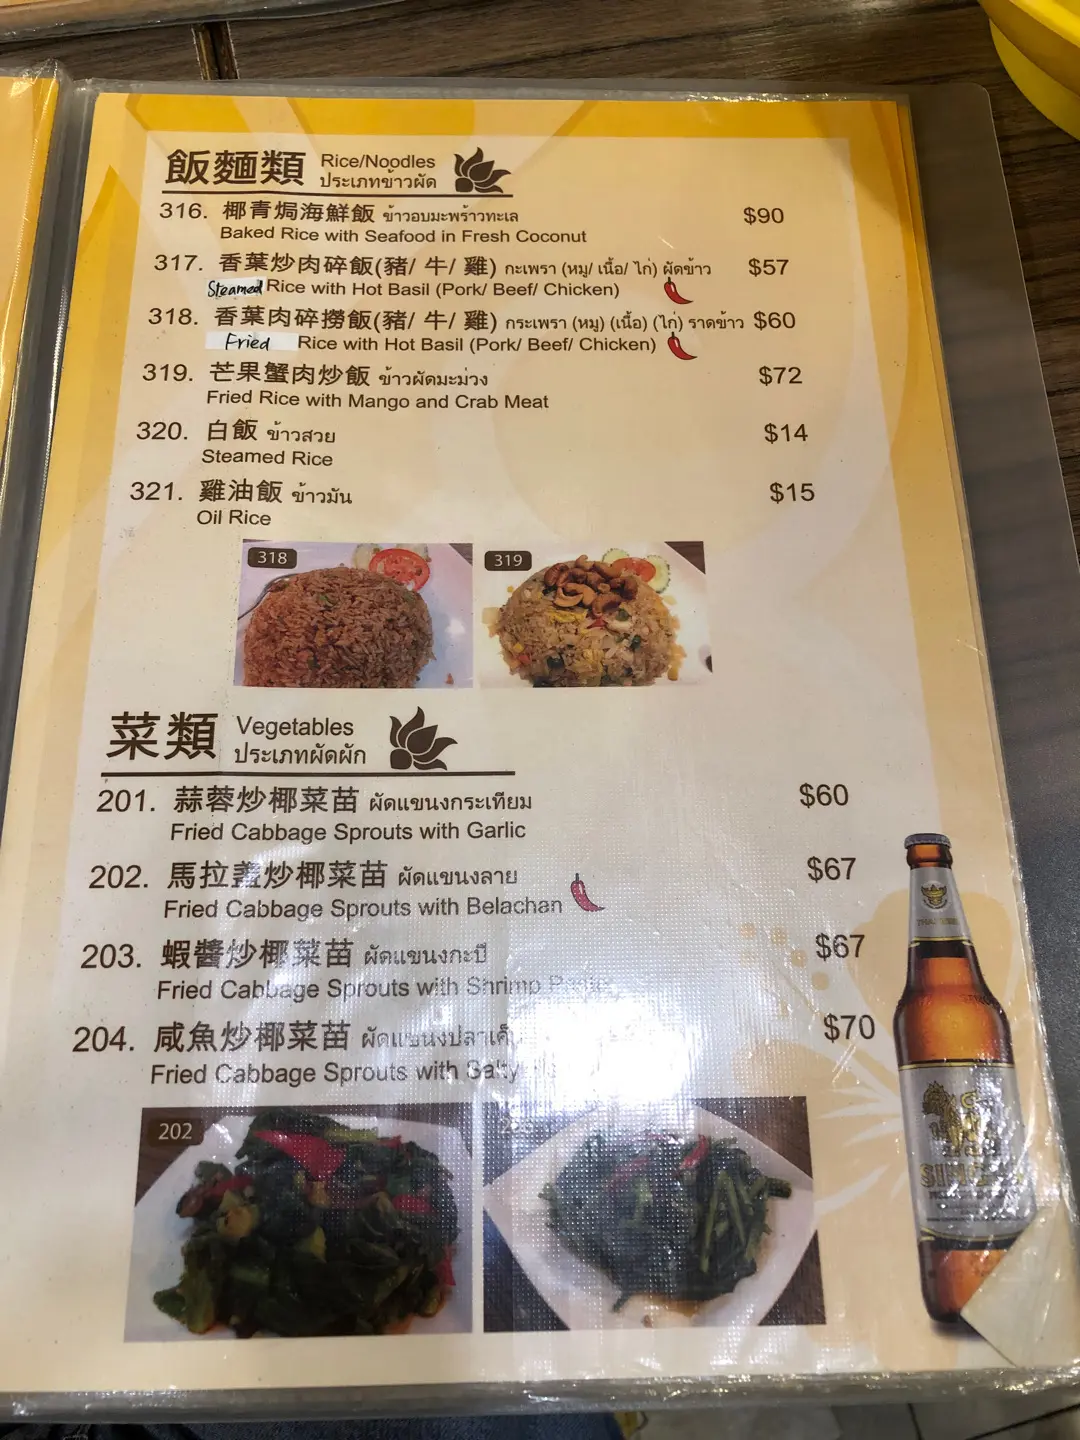 飯麵類 Rice/Noodles
ประเภทข้าวผัด
316. 椰青焗海鮮飯 ข้าวอบมะพร้าวทะเล $90
Baked Rice with Seafood in Fresh Coconut
317. 香葉炒肉碎飯(豬/ 牛/ 雞) กะเพรา (หมู/ เนื้อ/ ไก่) ผัดข้าว $57
Steamed Rice with Hot Basil (Pork/ Beef/ Chicken)
318. 香葉肉碎撈飯(豬/ 牛/ 雞) กระเพรา (หมู) (เนื้อ) (ไก่) ราดข้าว $60
Fried Rice with Hot Basil (Pork/ Beef/ Chicken)
319. 芒果蟹肉炒飯 ข้าวผัดมะม่วง $72
Fried Rice with Mango and Crab Meat
320. 白飯 ข้าวสวย $14
Steamed Rice
321. 雞油飯 ข้าวมัน $15
Oil Rice
318 319
菜類 Vegetables
ประเภทผัดผัก
201. 蒜蓉炒椰菜苗 ผัดแขนงกระเทียม $60
Fried Cabbage Sprouts with Garlic
202. 馬拉盞炒椰菜苗 ผัดแขนงลาย $67
Fried Cabbage Sprouts with Belachan
203. 蝦醬炒椰菜苗 ผัดแขนงกะปิ $67
Fried Cabbage Sprouts with Shrimp
204. 咸魚炒椰菜苗 $70
Fried Cabbage Sprouts with Salty
202